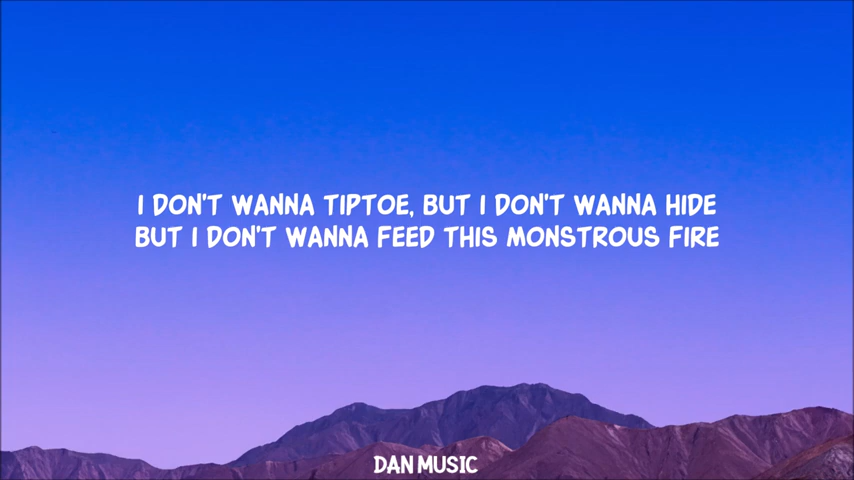 I DON'T WANNA TIPTOE, BUT I DON'T WANNA HIDE
BUT I DON'T WANNA FEED THIS MONSTROUS FIRE
DAN MUSIC